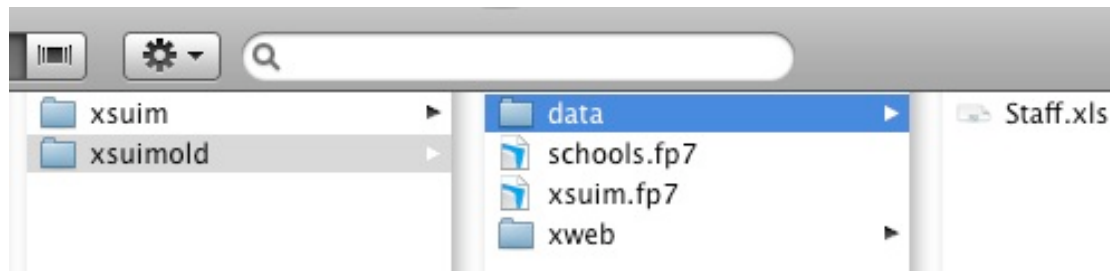 xsuim
xsuimold
data
schools.fp7
xsuim.fp7
xweb
Staff.xls